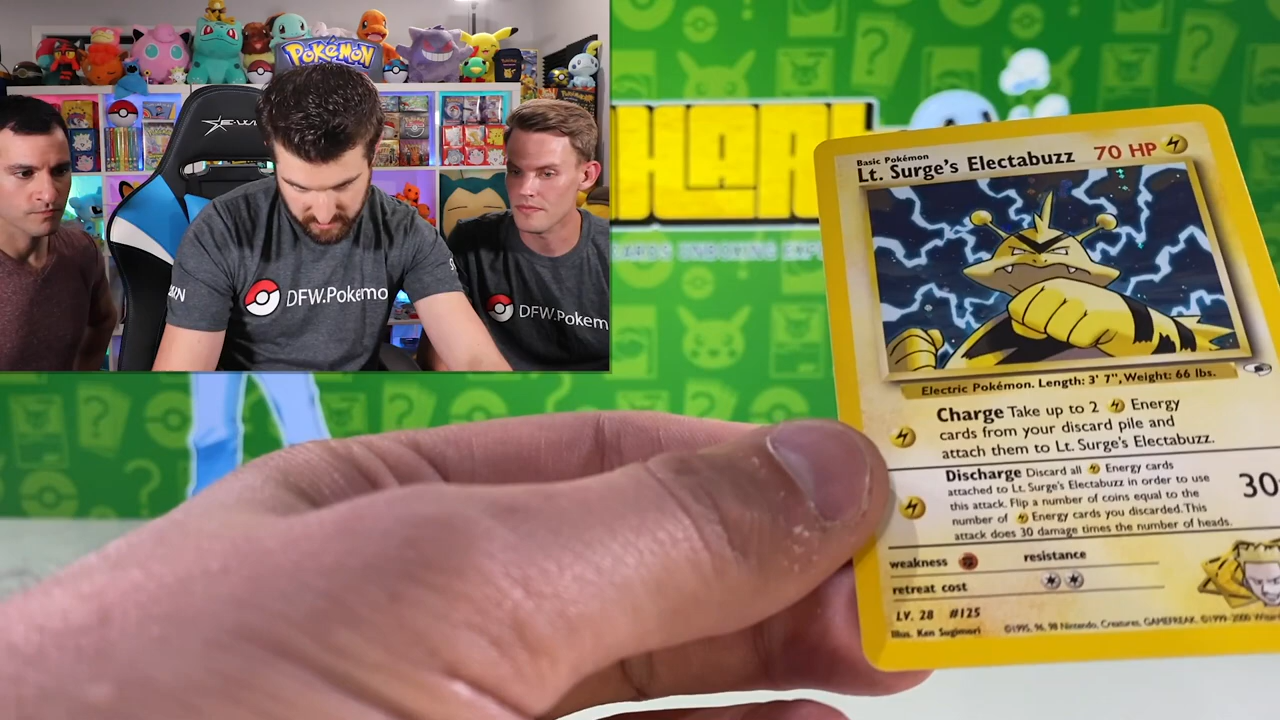 POKéMON
DFW.Pokemo
DFW.Pokem
Basic Pokémon
Lt. Surge's Electabuzz 70 HP
Electric Pokémon. Length: 3' 7", Weight: 66 lbs.
Charge Take up to 2 Energy
cards from your discard pile and
attach them to Lt. Surge's Electabuzz.
Discharge Discard all Energy cards
attached to Lt. Surge's Electabuzz in order to use
this attack. Flip a number of coins equal to the
number of Energy cards you discarded. This
attack does 30 damage times the number of heads.
30
weakness resistance
retreat cost
LV. 28 #125
Illus. Ken Sugimori ©1995, 96, 98 Nintendo, Creatures, GAMEFREAK. ©1999-2000